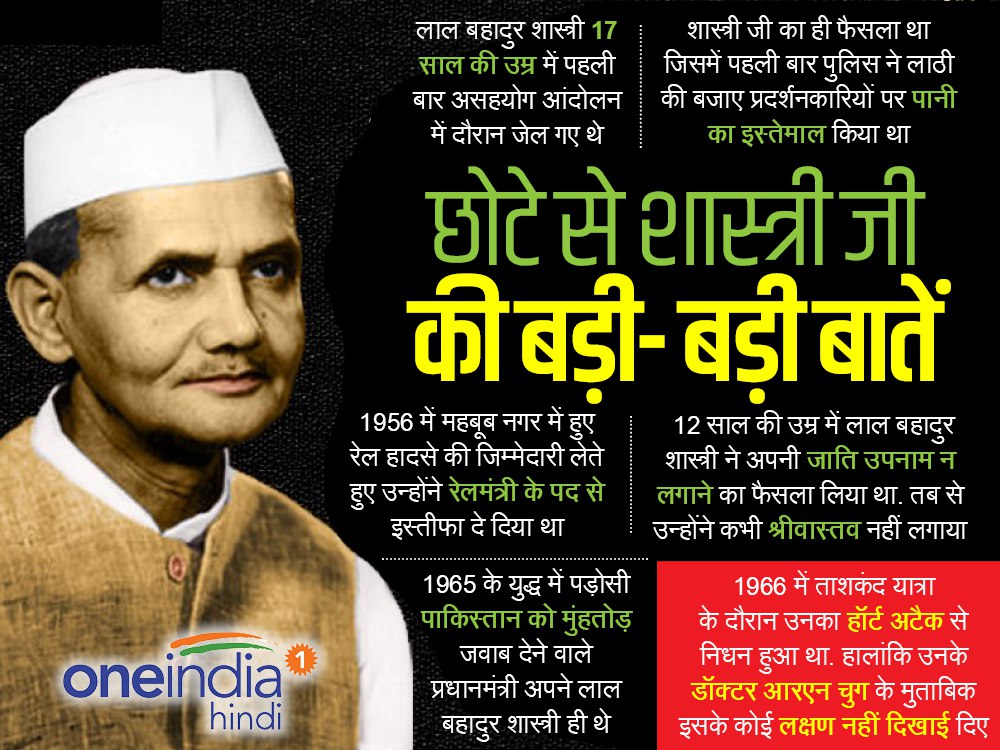 लाल बहादुर शास्त्री 17
साल की उम्र में पहली
बार असहयोग आंदोलन
में दौरान जेल गए थे
शास्त्री जी का ही फैसला था
जिसमें पहली बार पुलिस ने लाठी
की बजाए प्रदर्शनकारियों पर पानी
का इस्तेमाल किया था
छोटे से शास्त्री जी
की बड़ी- बड़ी बातें
1956 में महबूब नगर में हुए
रेल हादसे की जिम्मेदारी लेते
हुए उन्होंने रेलमंत्री के पद से
इस्तीफा दे दिया था
12 साल की उम्र में लाल बहादुर
शास्त्री ने अपनी जाति उपनाम न
लगाने का फैसला लिया था. तब से
उन्होंने कभी श्रीवास्तव नहीं लगाया
1965 के युद्ध में पड़ोसी
पाकिस्तान को मुंहतोड़
जवाब देने वाले
प्रधानमंत्री अपने लाल
बहादुर शास्त्री ही थे
1966 में ताशकंद यात्रा
के दौरान उनका हॉर्ट अटैक से
निधन हुआ था. हालांकि उनके
डॉक्टर आरएन चुग के मुताबिक
इसके कोई लक्षण नहीं दिखाई दिए
oneindia 1
hindi